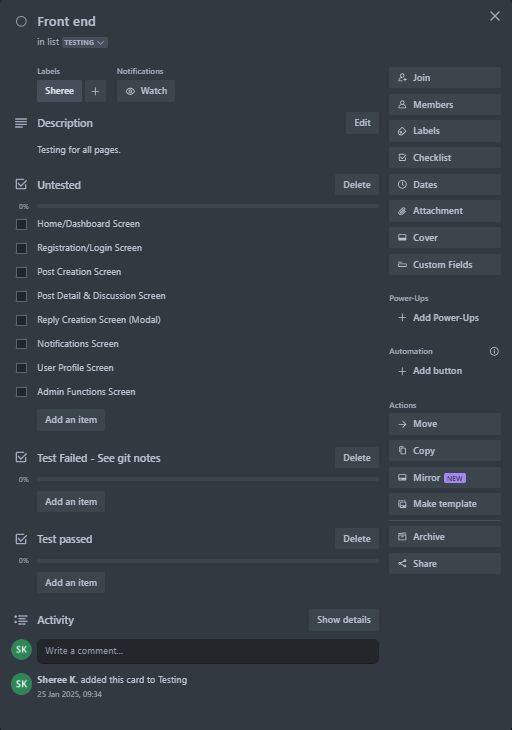 Front end
in list TESTING
Labels
Sheree
+
Notifications
Watch
Description
Edit
Testing for all pages.
Untested
Delete
0%
Home/Dashboard Screen
Registration/Login Screen
Post Creation Screen
Post Detail & Discussion Screen
Reply Creation Screen (Modal)
Notifications Screen
User Profile Screen
Admin Functions Screen
Add an item
Test Failed - See git notes
Delete
0%
Add an item
Test passed
Delete
0%
Add an item
Activity
Show details
SK
Write a comment...
SK
Sheree K. added this card to Testing
25 Jan 2025, 09:34
Join
Members
Labels
Checklist
Dates
Attachment
Cover
Custom Fields
Power-Ups
+ Add Power-Ups
Automation
+ Add button
Actions
Move
Copy
Mirror NEW
Make template
Archive
Share